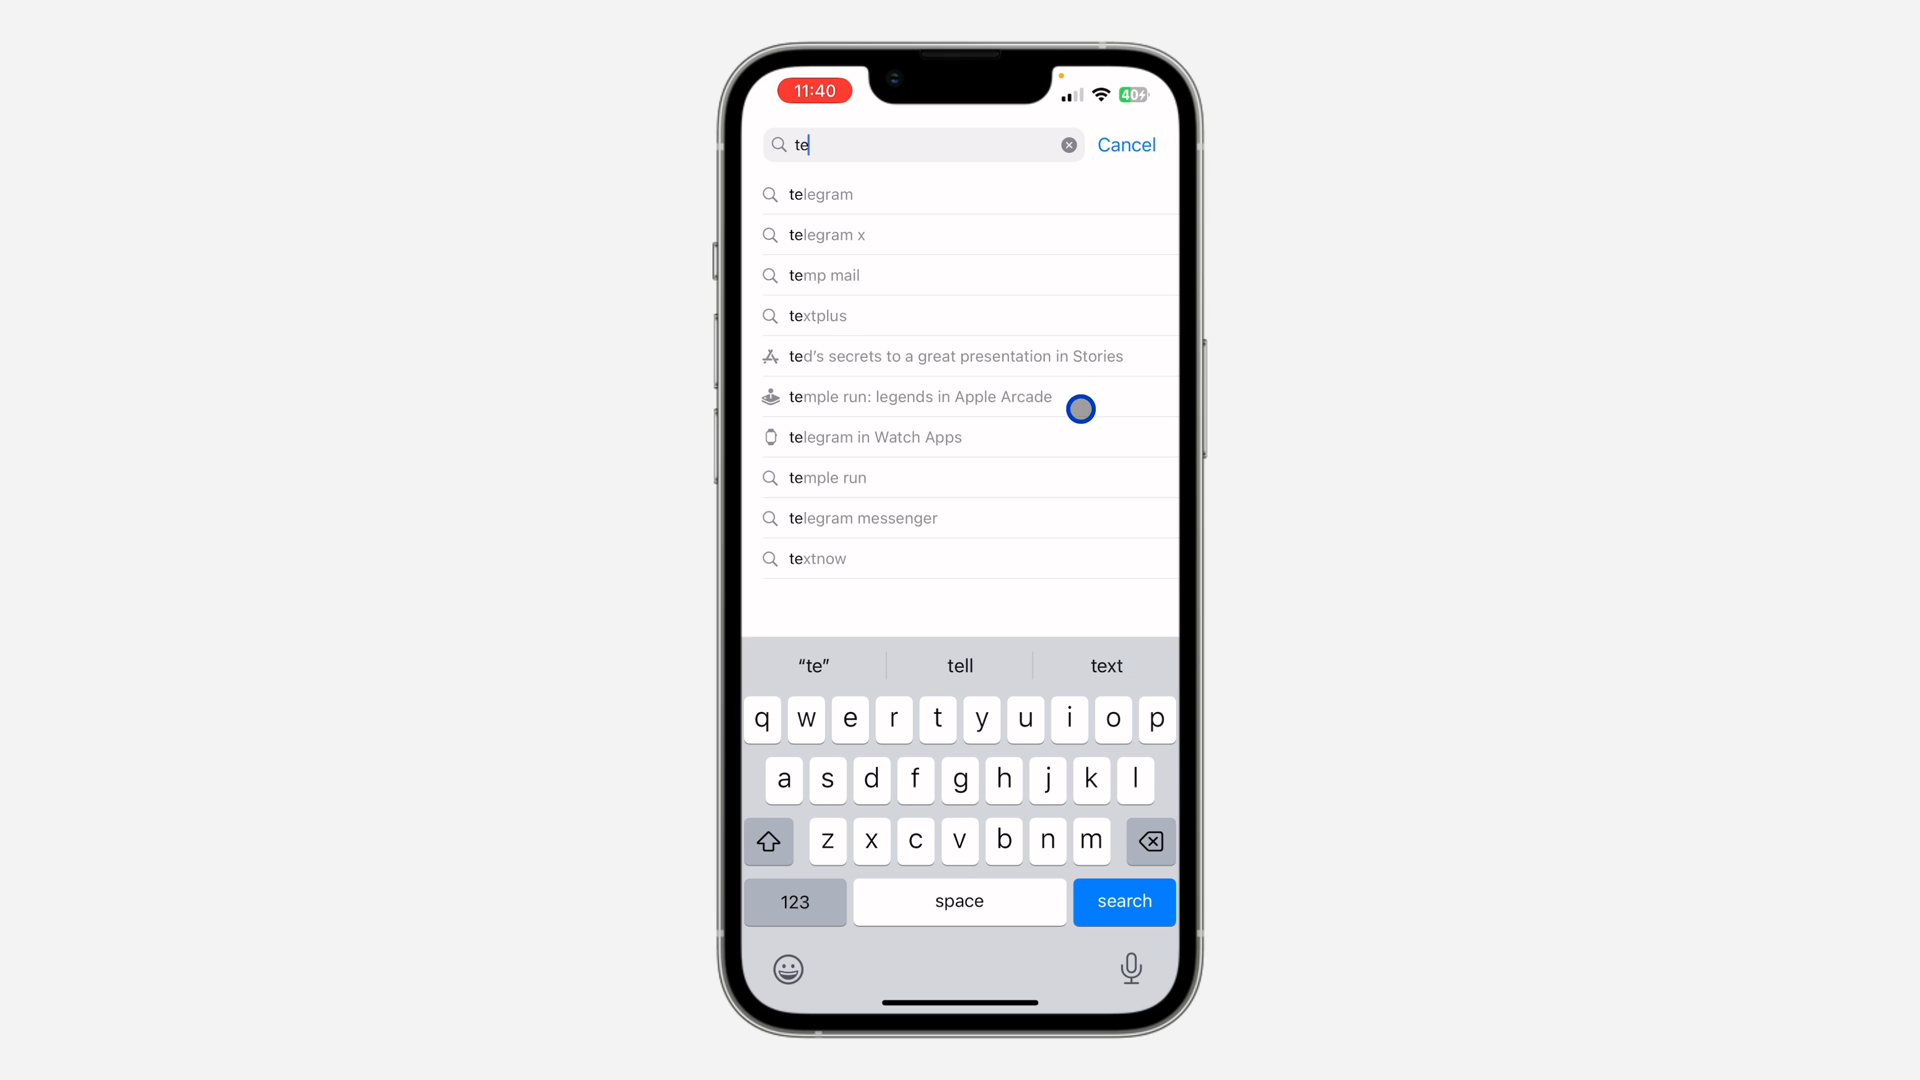 11:40
40
te
Cancel
telegram
telegram x
temp mail
textplus
ted's secrets to a great presentation in Stories
temple run: legends in Apple Arcade
telegram in Watch Apps
temple run
telegram messenger
textnow
“te” tell text
q w e r t y u i o p
a s d f g h j k l
z x c v b n m
123 space search